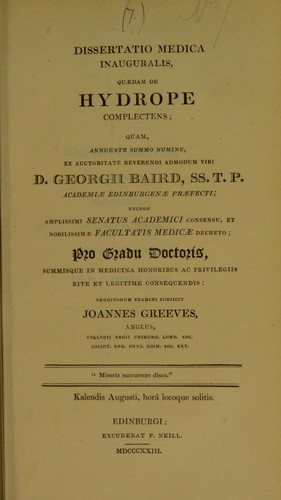 (7.)
DISSERTATIO MEDICA
INAUGURALIS,
QUÆDAM DE
HYDROPE
COMPLECTENS;
QUAM,
ANNUENTE SUMMO NUMINE,
EX AUCTORITATE REVERENDI ADMODUM VIRI
D. GEORGII BAIRD, SS. T. P.
ACADEMIÆ EDINBURGENÆ PRÆFECTI;
NECNON
AMPLISSIMI SENATUS ACADEMICI CONSENSU, ET
NOBILISSIMÆ FACULTATIS MEDICÆ DECRETO;
Pro Gradu Doctoris,
SUMMISQUE IN MEDICINA HONORIBUS AC PRIVILEGIIS
RITE ET LEGITIME CONSEQUENDIS:
ERUDITORUM EXAMINI SUBJICIT
JOANNES GREEVES,
ANGLUS,
COLLEGII REGII CHIRURG. LOND. SOC.
SOCIET. REG. PHYS. EDIN. SOC. EXT.
"Miseris succurrere disco."
Kalendis Augusti, horâ locoque solitis.
EDINBURGI;
EXCUDEBAT P. NEILL.
MDCCCXXIII.